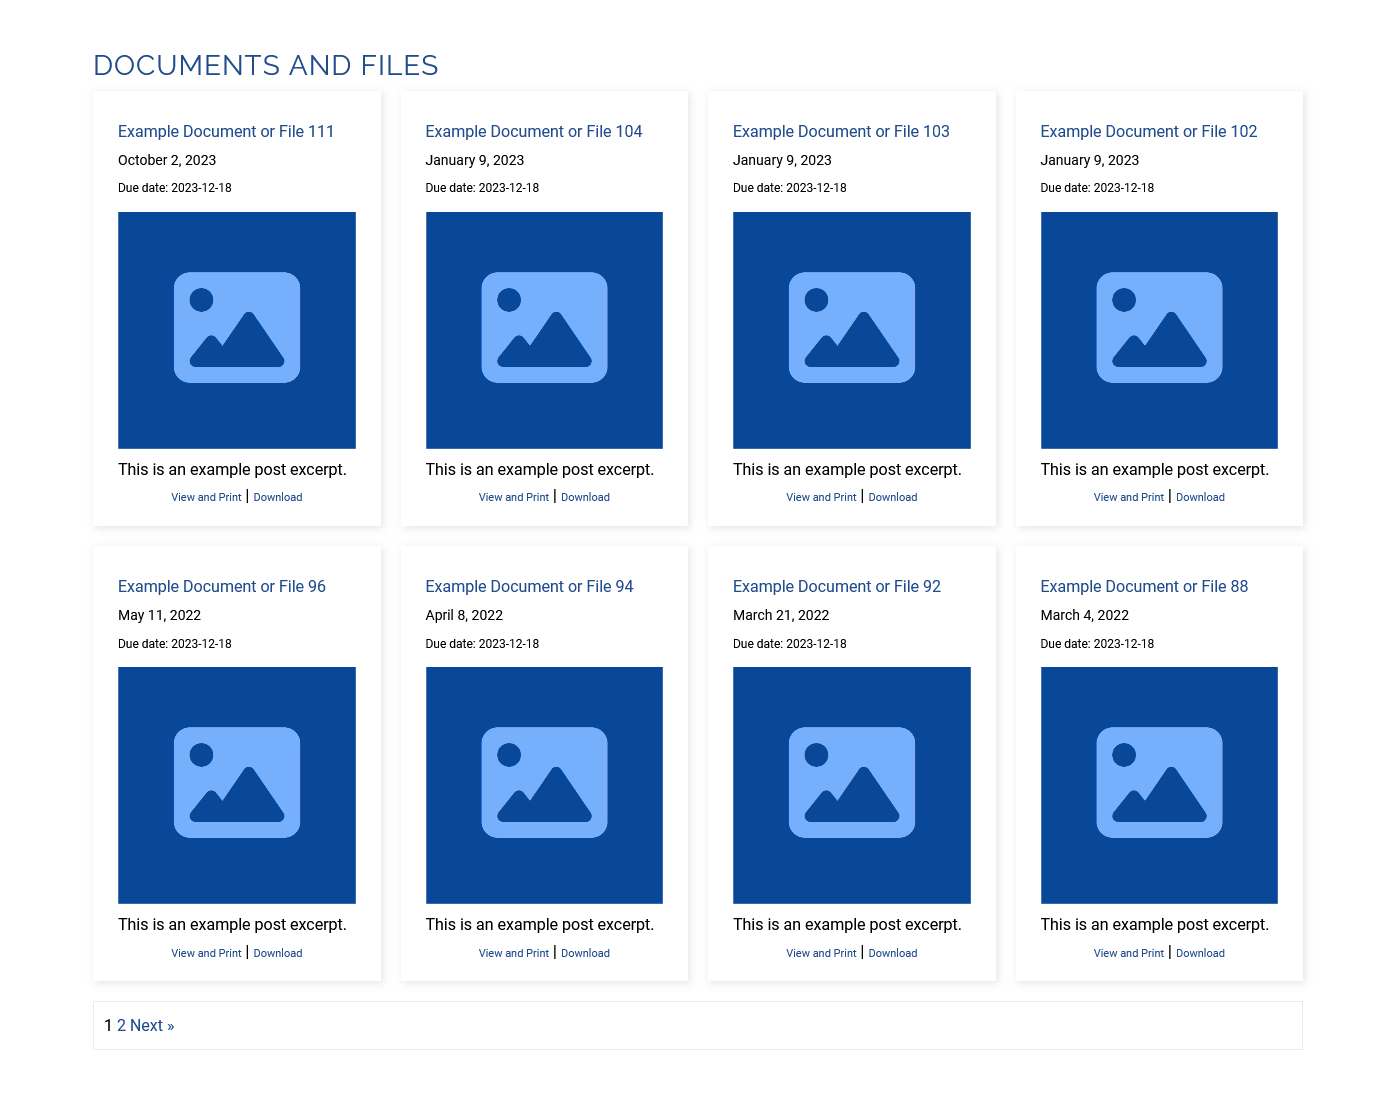 DOCUMENTS AND FILES
Example Document or File 111
October 2, 2023
Due date: 2023-12-18
This is an example post excerpt.
View and Print | Download
Example Document or File 104
January 9, 2023
Due date: 2023-12-18
This is an example post excerpt.
View and Print | Download
Example Document or File 103
January 9, 2023
Due date: 2023-12-18
This is an example post excerpt.
View and Print | Download
Example Document or File 102
January 9, 2023
Due date: 2023-12-18
This is an example post excerpt.
View and Print | Download
Example Document or File 96
May 11, 2022
Due date: 2023-12-18
This is an example post excerpt.
View and Print | Download
Example Document or File 94
April 8, 2022
Due date: 2023-12-18
This is an example post excerpt.
View and Print | Download
Example Document or File 92
March 21, 2022
Due date: 2023-12-18
This is an example post excerpt.
View and Print | Download
Example Document or File 88
March 4, 2022
Due date: 2023-12-18
This is an example post excerpt.
View and Print | Download
1 2 Next »